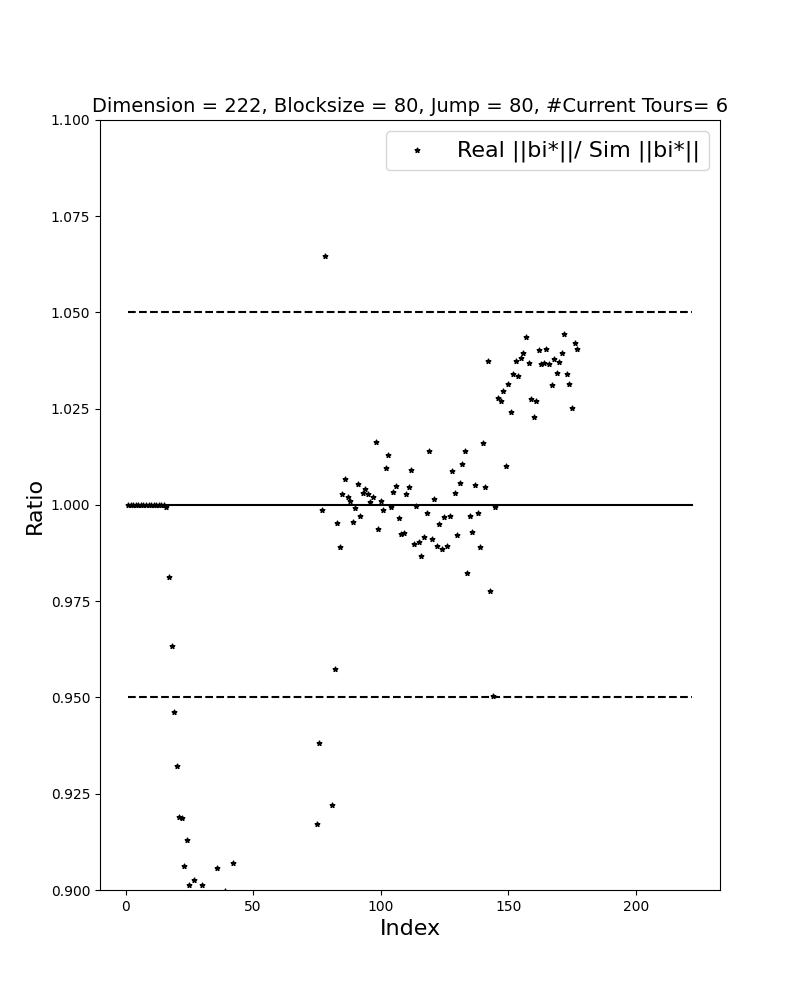 Dimension = 222, Blocksize = 80, Jump = 80, #Current Tours= 6
Real ||bi*||/ Sim ||bi*||
1.100
1.075
1.050
1.025
1.000
0.975
0.950
0.925
0.900
Ratio
0 50 100 150 200
Index